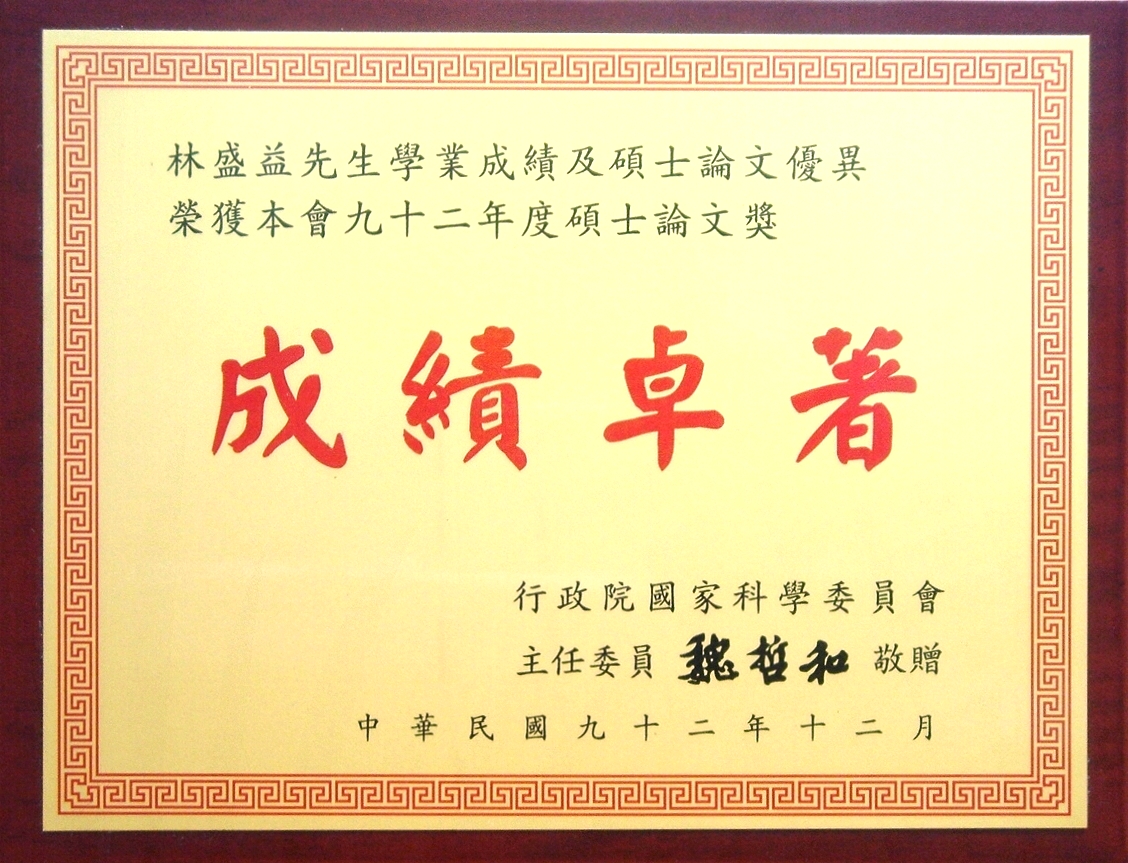 林盛益先生學業成績及碩士論文優異
榮獲本會九十二年度碩士論文獎
成績卓著
行政院國家科學委員會
主任委員 魏哲和 敬贈
中華民國九十二年十二月